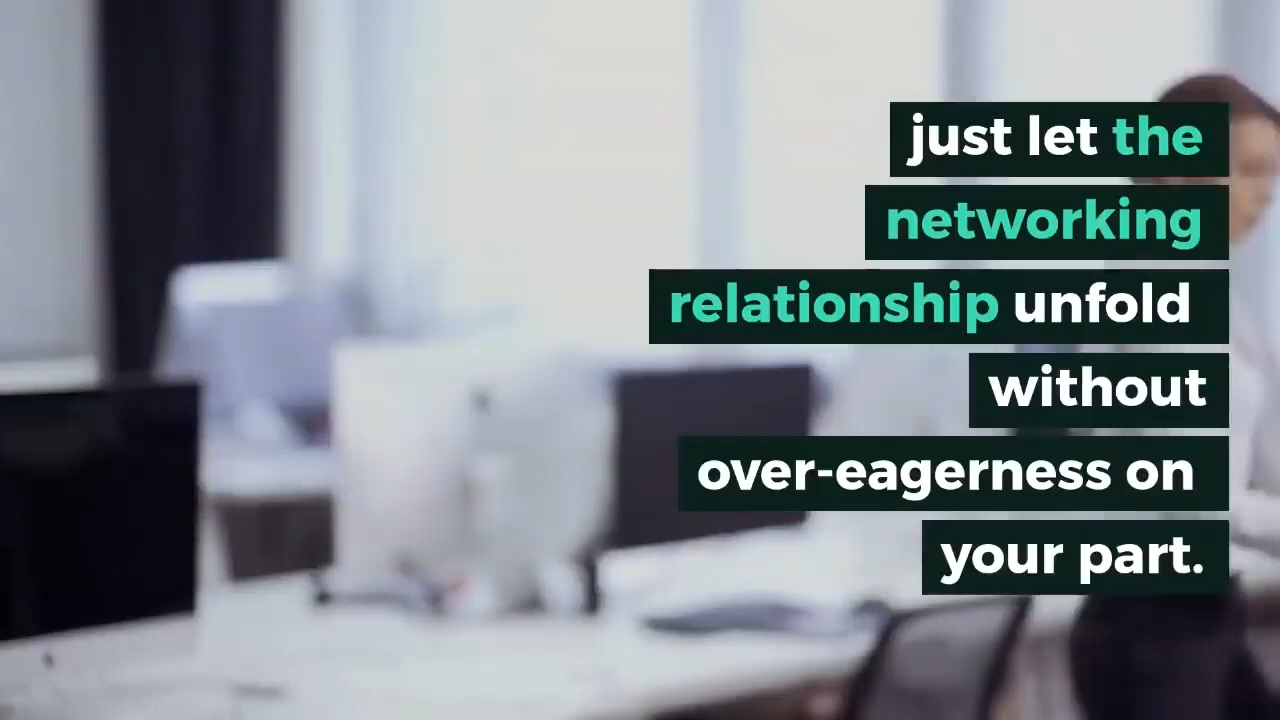 just let the
networking
relationship unfold
without
over-eagerness on
your part.